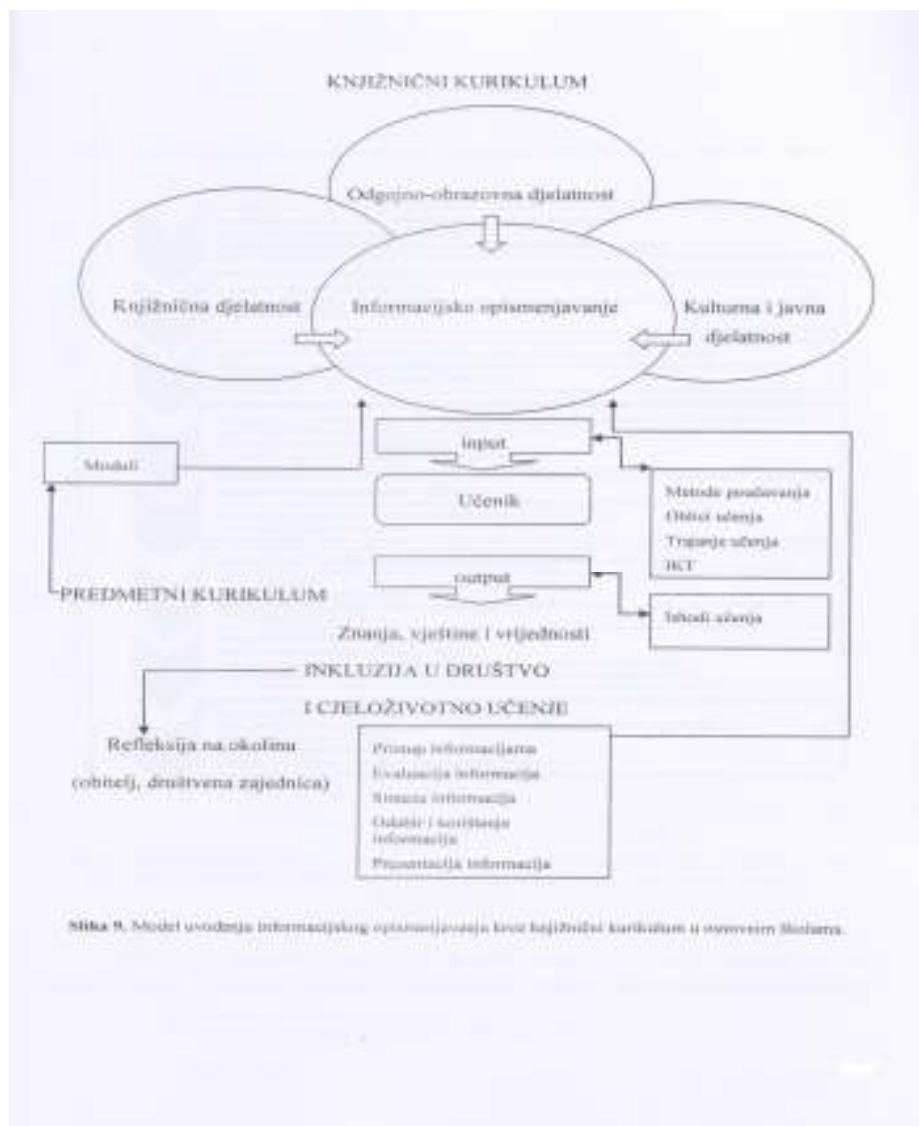 KNJIŽNIČNI KURIKULUM
Odgojno-obrazovna djelatnost
Knjižnična djelatnost
Informacijsko opismenjavanje
Kulturna i javna
djelatnost
input
Moduli
Učenik
Metode poučavanja
Oblici učenja
Trajanje učenja
IKT
output
PREDMETNI KURIKULUM
Ishodi učenja
Znanja, vještine i vrijednosti
INKLUZIJA U DRUŠTVO
I CJELOŽIVOTNO UČENJE
Refleksija na okolinu
(obitelj, društvena zajednica)
Pristup informacijama
Evaluacija informacija
Sinteza informacija
Odabir i korištenje
informacija
Prezentacija informacija
Slika 9. Model uvođenja informacijskog opismenjavanja kroz knjižnični kurikulum u osnovnim školama.